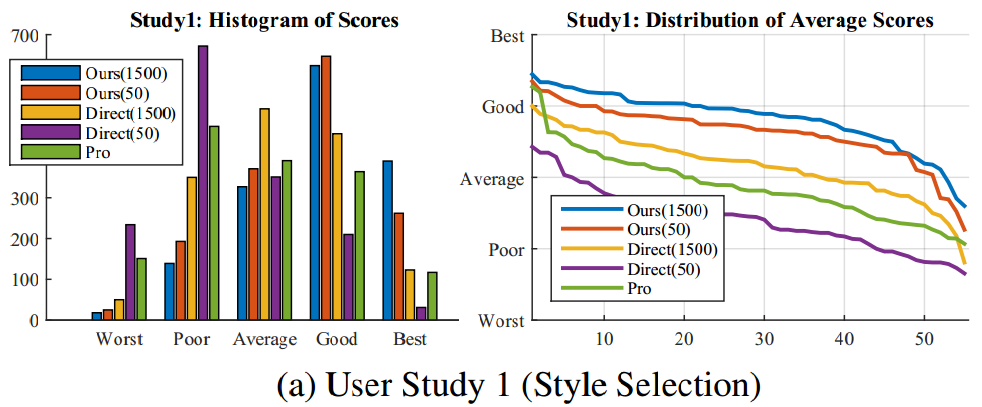 Study1: Histogram of Scores
700
Ours(1500)
Ours(50)
Direct(1500)
Direct(50)
Pro
300
200
100
0
Worst Poor Average Good Best
Study1: Distribution of Average Scores
Best
Good
Average
Poor
Worst
Ours(1500)
Ours(50)
Direct(1500)
Direct(50)
Pro
10 20 30 40 50
(a) User Study 1 (Style Selection)